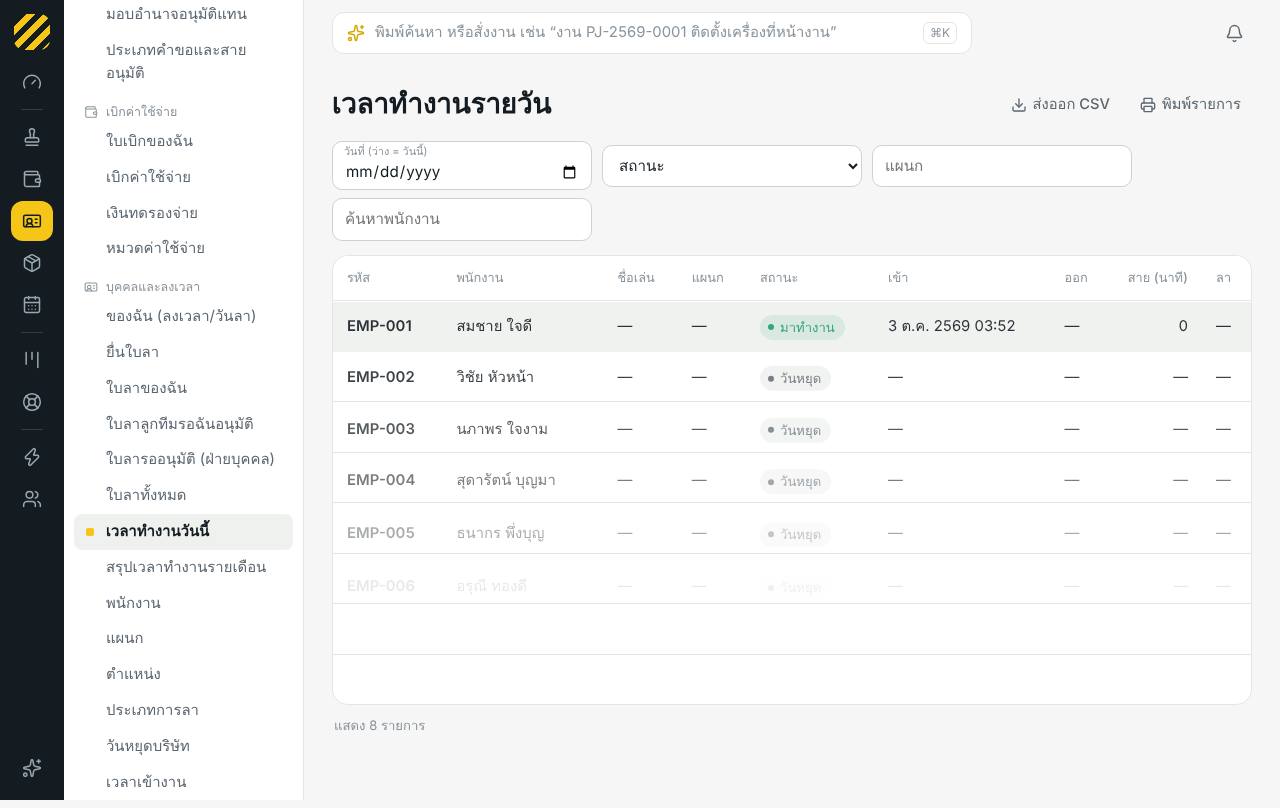 มอบอำนาจอนุมัติแทน
ประเภทคำขอและสาย
อนุมัติ
เบิกค่าใช้จ่าย
ใบเบิกของฉัน
เบิกค่าใช้จ่าย
เงินทดรองจ่าย
หมวดค่าใช้จ่าย
บุคคลและลงเวลา
ของฉัน (ลงเวลา/วันลา)
ยื่นใบลา
ใบลาของฉัน
ใบลาลูกทีมรอฉันอนุมัติ
ใบลารออนุมัติ (ฝ่ายบุคคล)
ใบลาทั้งหมด
เวลาทำงานวันนี้
สรุปเวลาทำงานรายเดือน
พนักงาน
แผนก
ตำแหน่ง
ประเภทการลา
วันหยุดบริษัท
เวลาเข้างาน
พิมพ์ค้นหา หรือสั่งงาน เช่น “งาน PJ-2569-0001 ติดตั้งเครื่องที่หน้างาน” ⌘K
เวลาทำงานรายวัน
ส่งออก CSV พิมพ์รายการ
วันที่ (ว่าง = วันนี้)
mm/dd/yyyy สถานะ แผนก
ค้นหาพนักงาน
รหัส พนักงาน ชื่อเล่น แผนก สถานะ เข้า ออก สาย (นาที) ลา
EMP-001 สมชาย ใจดี — — มาทำงาน 3 ต.ค. 2569 03:52 — 0 —
EMP-002 วิชัย หัวหน้า — — วันหยุด — — — —
EMP-003 นภาพร ใจงาม — — วันหยุด — — — —
EMP-004 สุดารัตน์ บุญมา — — วันหยุด — — — —
EMP-005 ธนากร พึ่งบุญ — — วันหยุด — — — —
EMP-006 อรุณี ทองดี — — วันหยุด — — — —
แสดง 8 รายการ